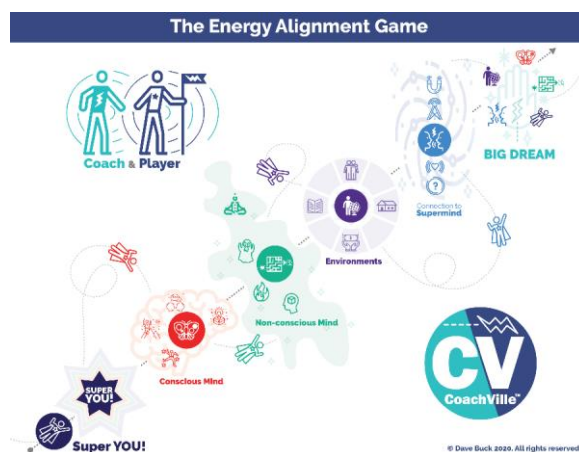 The Energy Alignment Game
Coach & Player
BIG DREAM
Connection to
Supermind
?
Environments
Non-conscious Mind
Conscious Mind
SUPER
YOU!
Super YOU!
CV
CoachVille™
© Dave Buck 2020. All rights reserved